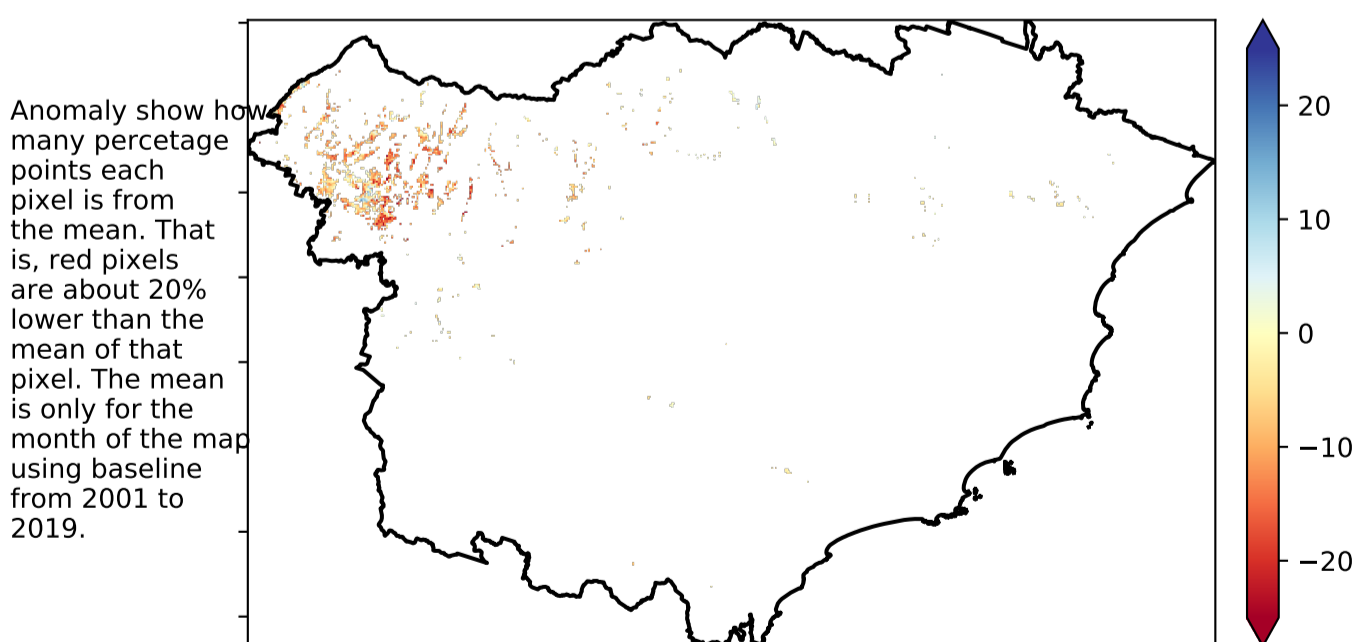 Anomaly show how
many percetage
points each
pixel is from
the mean. That
is, red pixels
are about 20%
lower than the
mean of that
pixel. The mean
is only for the
month of the map
using baseline
from 2001 to
2019.
20
10
0
−10
−20